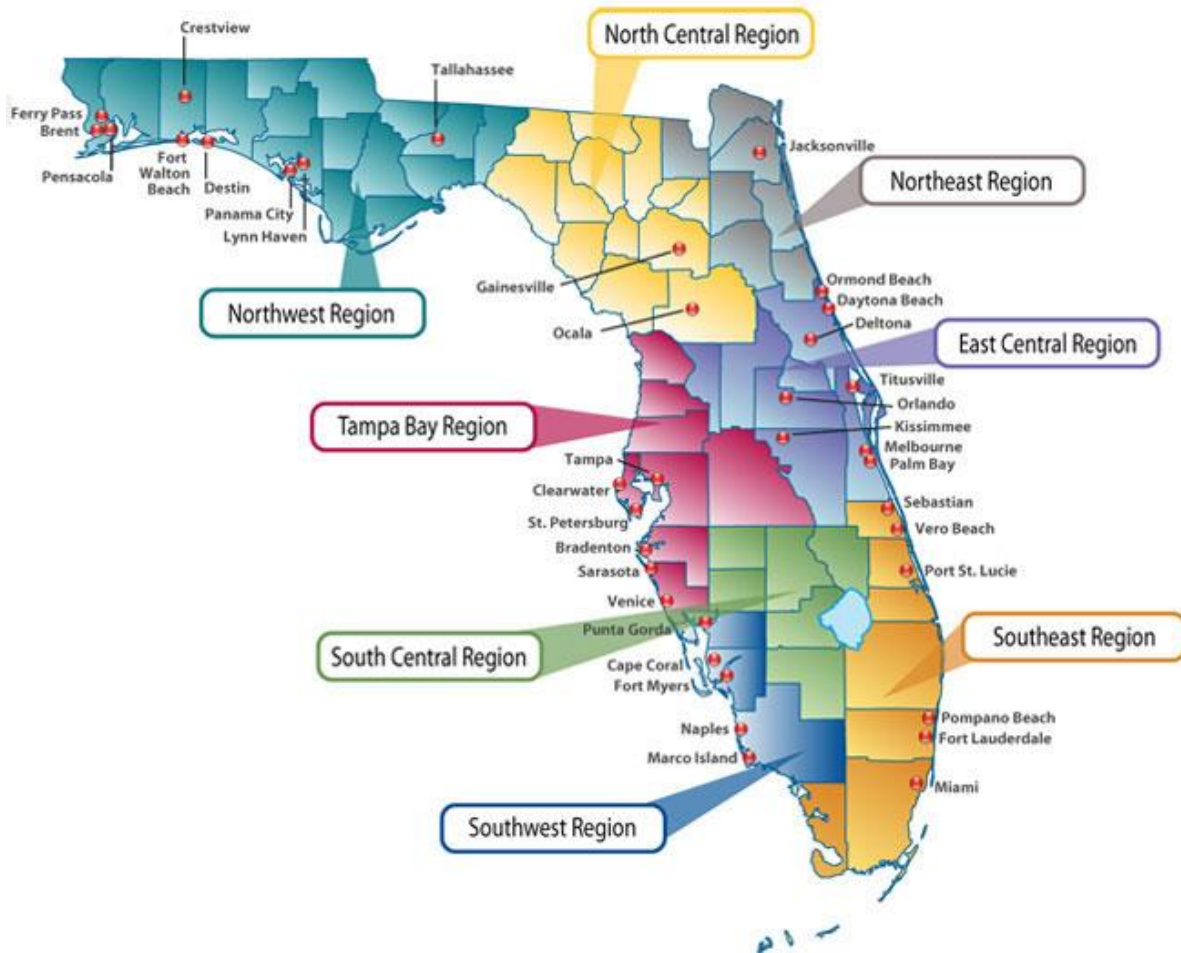 Crestview
North Central Region
Tallahassee
Ferry Pass
Brent
Pensacola
Fort
Walton
Beach
Destin
Panama City
Lynn Haven
Jacksonville
Northeast Region
Gainesville
Northwest Region
Ormond Beach
Daytona Beach
Deltona
Ocala
East Central Region
Titusville
Orlando
Tampa Bay Region
Kissimmee
Melbourne
Palm Bay
Tampa
Clearwater
St. Petersburg
Sebastian
Vero Beach
Bradenton
Sarasota
Port St. Lucie
Venice
Punta Gorda
Southeast Region
South Central Region
Cape Coral
Fort Myers
Pompano Beach
Fort Lauderdale
Naples
Marco Island
Miami
Southwest Region